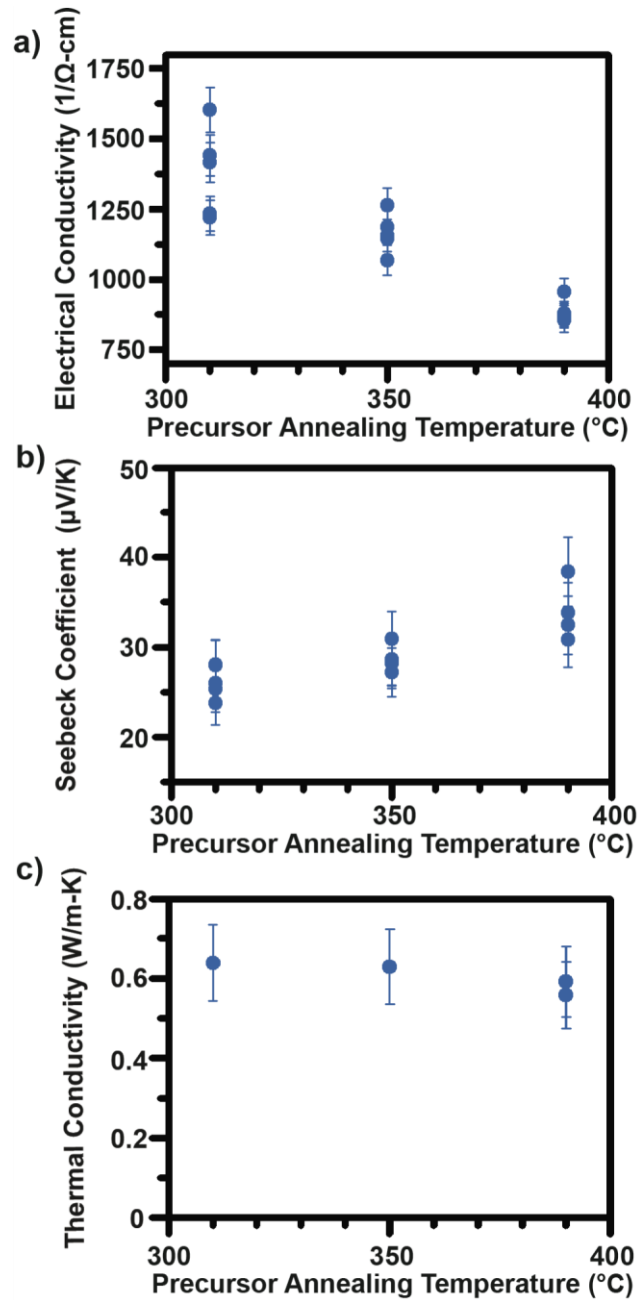 a)
Electrical Conductivity (1/Ω-cm)
1750
1500
1250
1000
750
300
350
400
Precursor Annealing Temperature (°C)
b)
Seebeck Coefficient (µV/K)
50
40
30
20
300
350
400
Precursor Annealing Temperature (°C)
c)
Thermal Conductivity (W/m-K)
0.8
0.6
0.4
0.2
0
300
350
400
Precursor Annealing Temperature (°C)